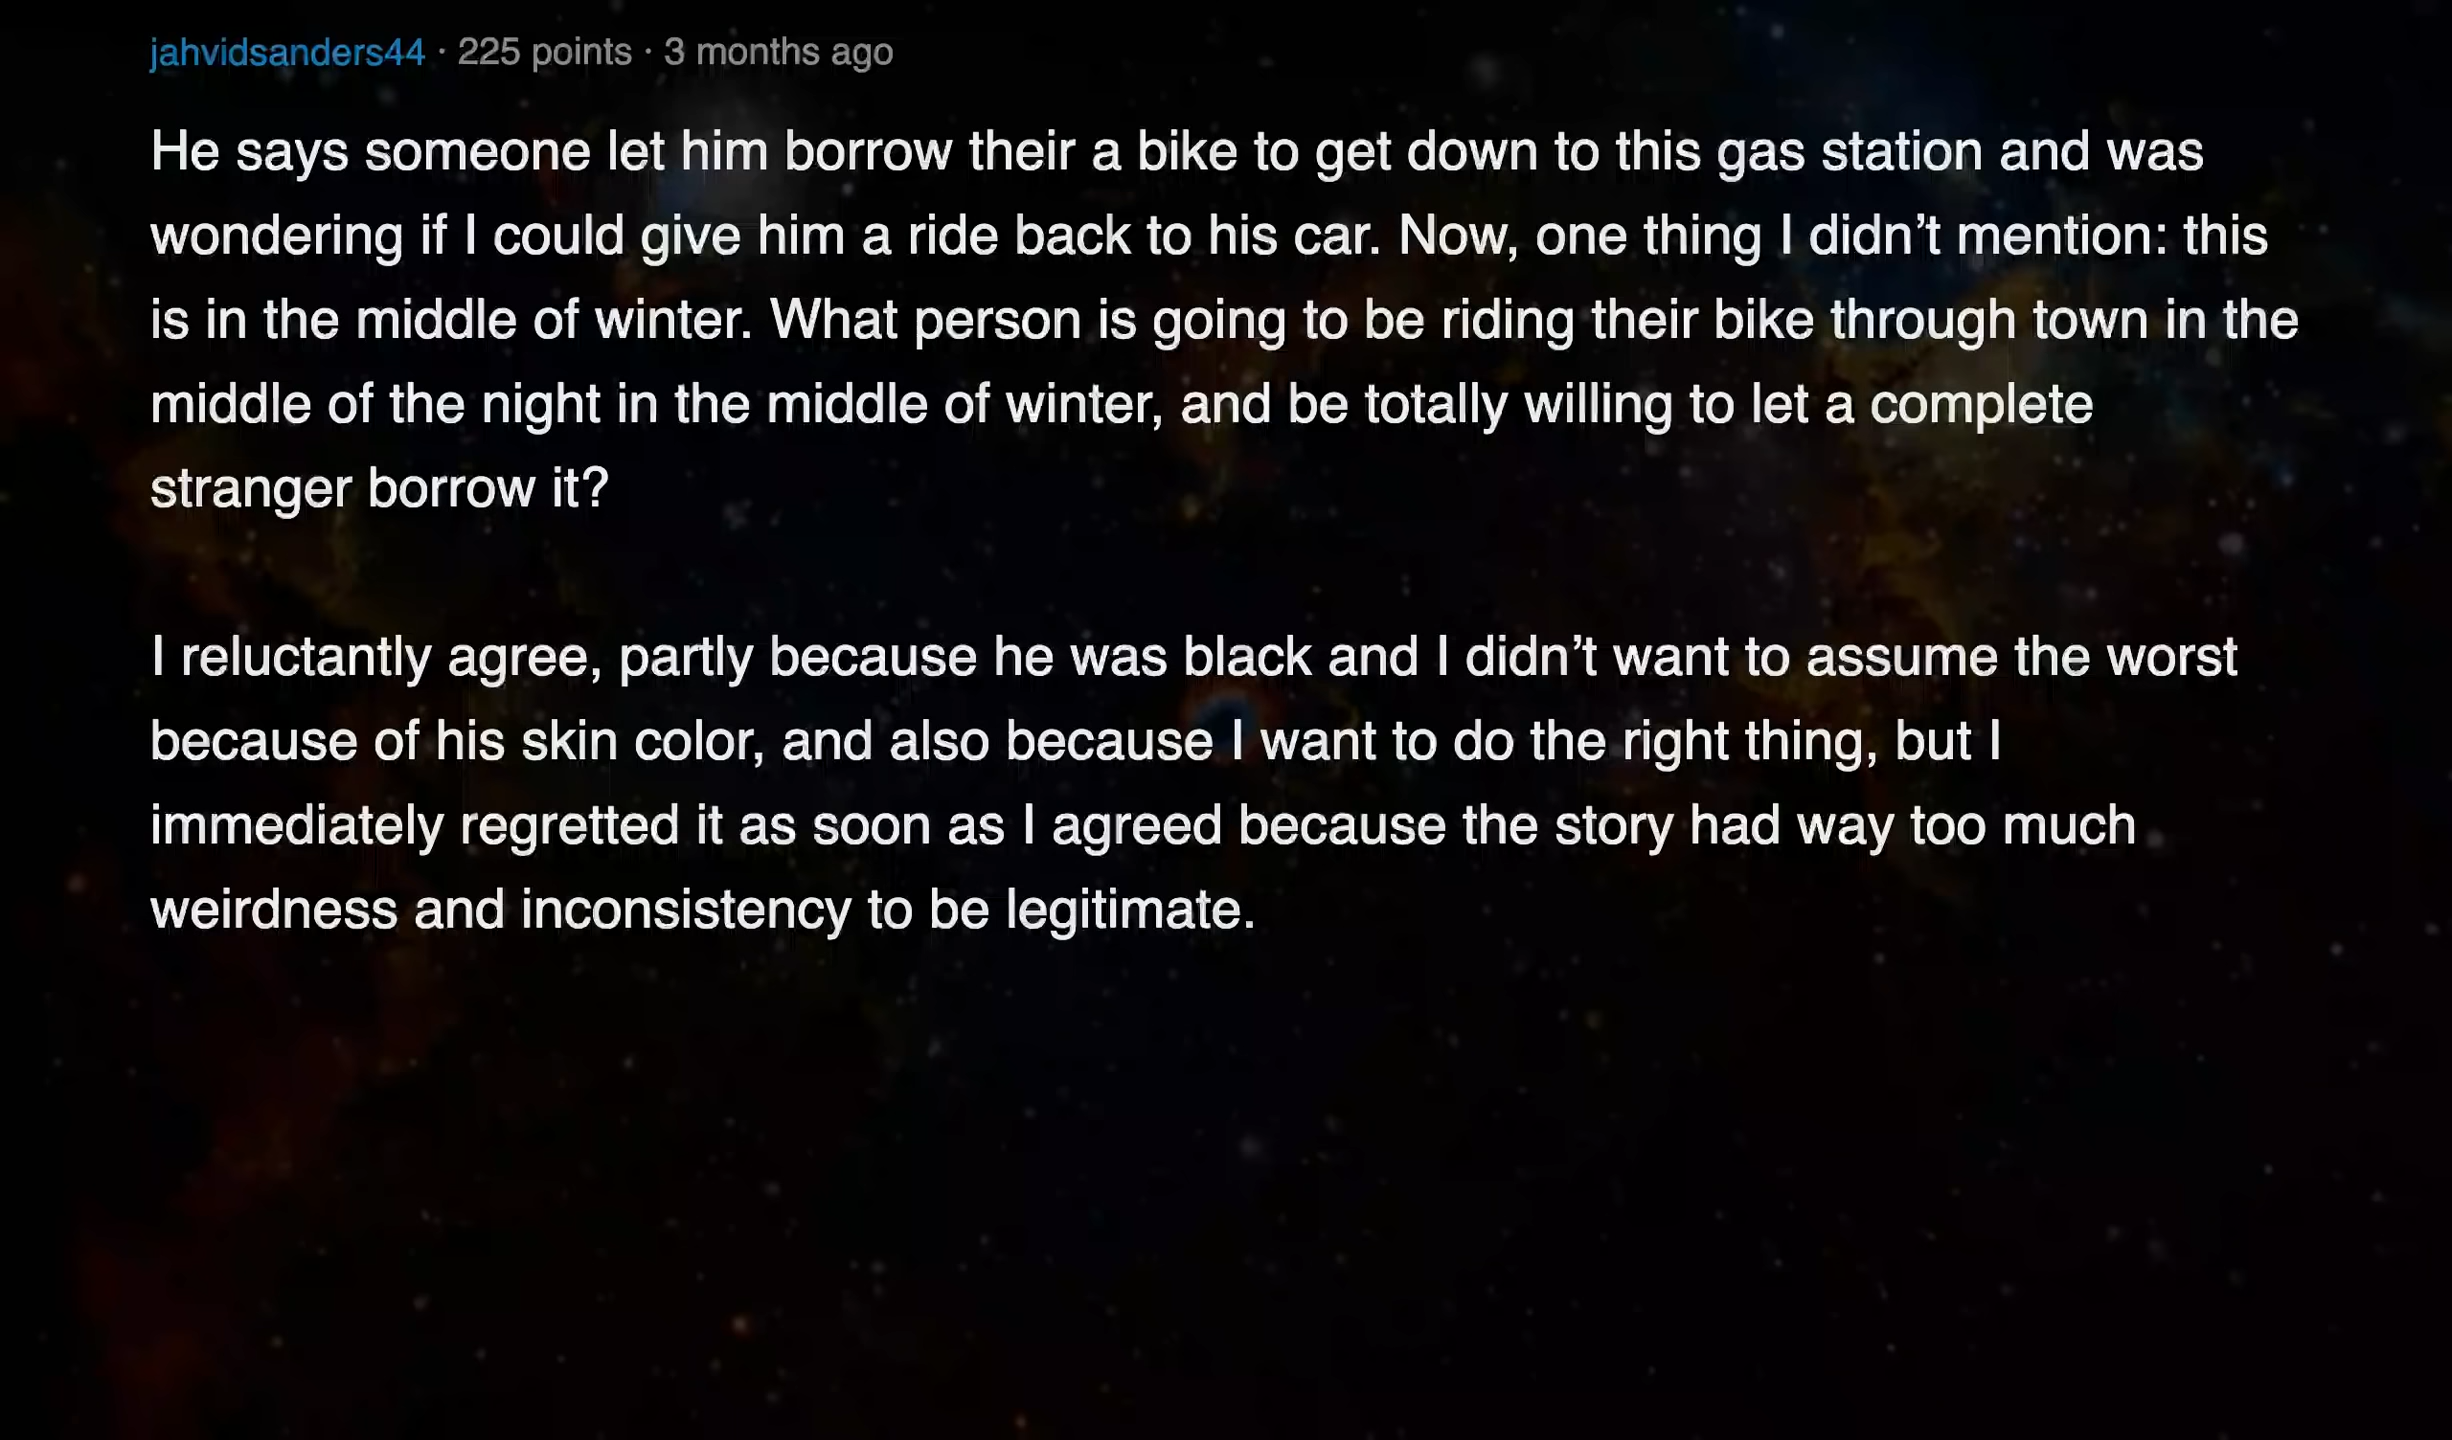 jahvidsanders44 · 225 points · 3 months ago
He says someone let him borrow their a bike to get down to this gas station and was
wondering if I could give him a ride back to his car. Now, one thing I didn’t mention: this
is in the middle of winter. What person is going to be riding their bike through town in the
middle of the night in the middle of winter, and be totally willing to let a complete
stranger borrow it?
I reluctantly agree, partly because he was black and I didn’t want to assume the worst
because of his skin color, and also because I want to do the right thing, but I
immediately regretted it as soon as I agreed because the story had way too much
weirdness and inconsistency to be legitimate.